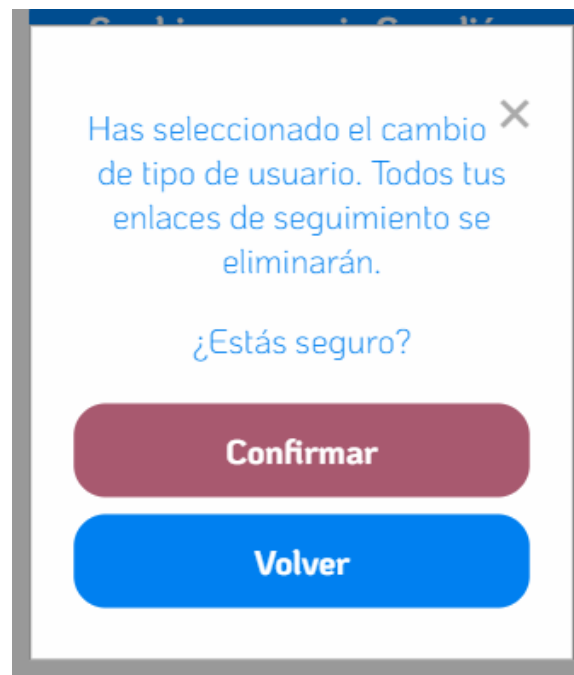 Has seleccionado el cambio
de tipo de usuario. Todos tus
enlaces de seguimiento se
eliminarán.
¿Estás seguro?
Confirmar
Volver